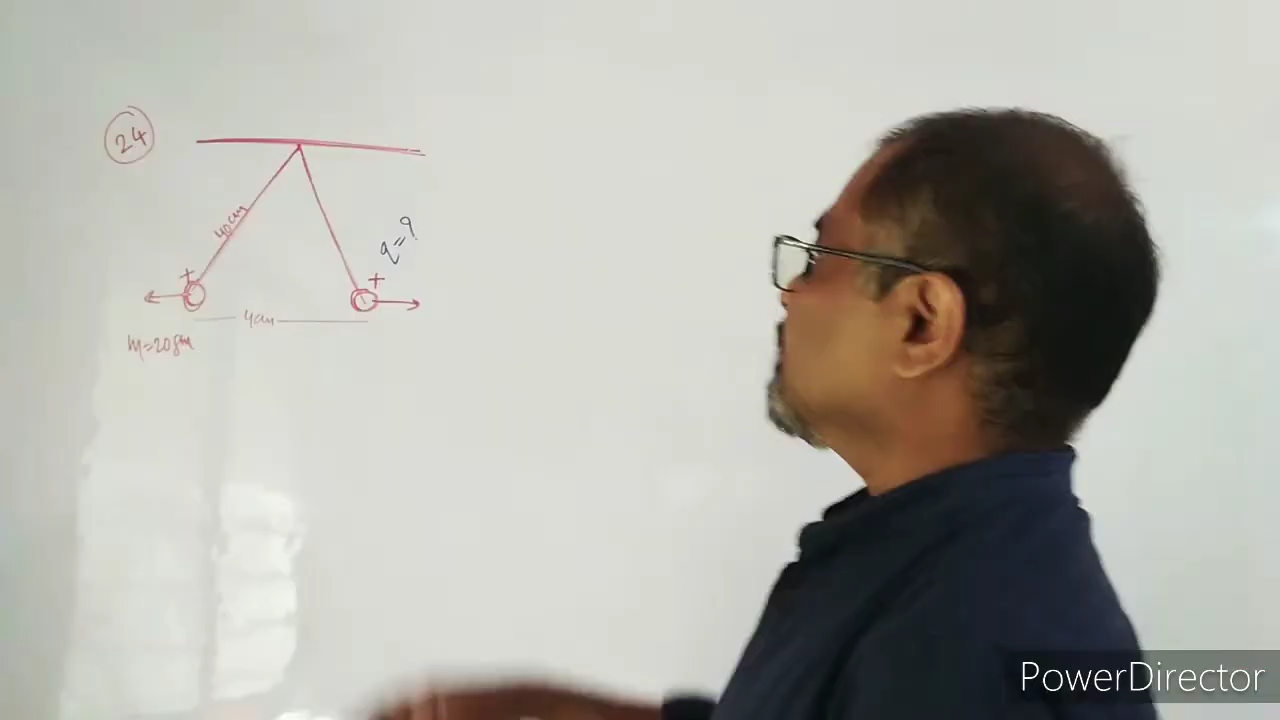 24
40cm
q=?
+
+
4cm
m=20gm
PowerDirector